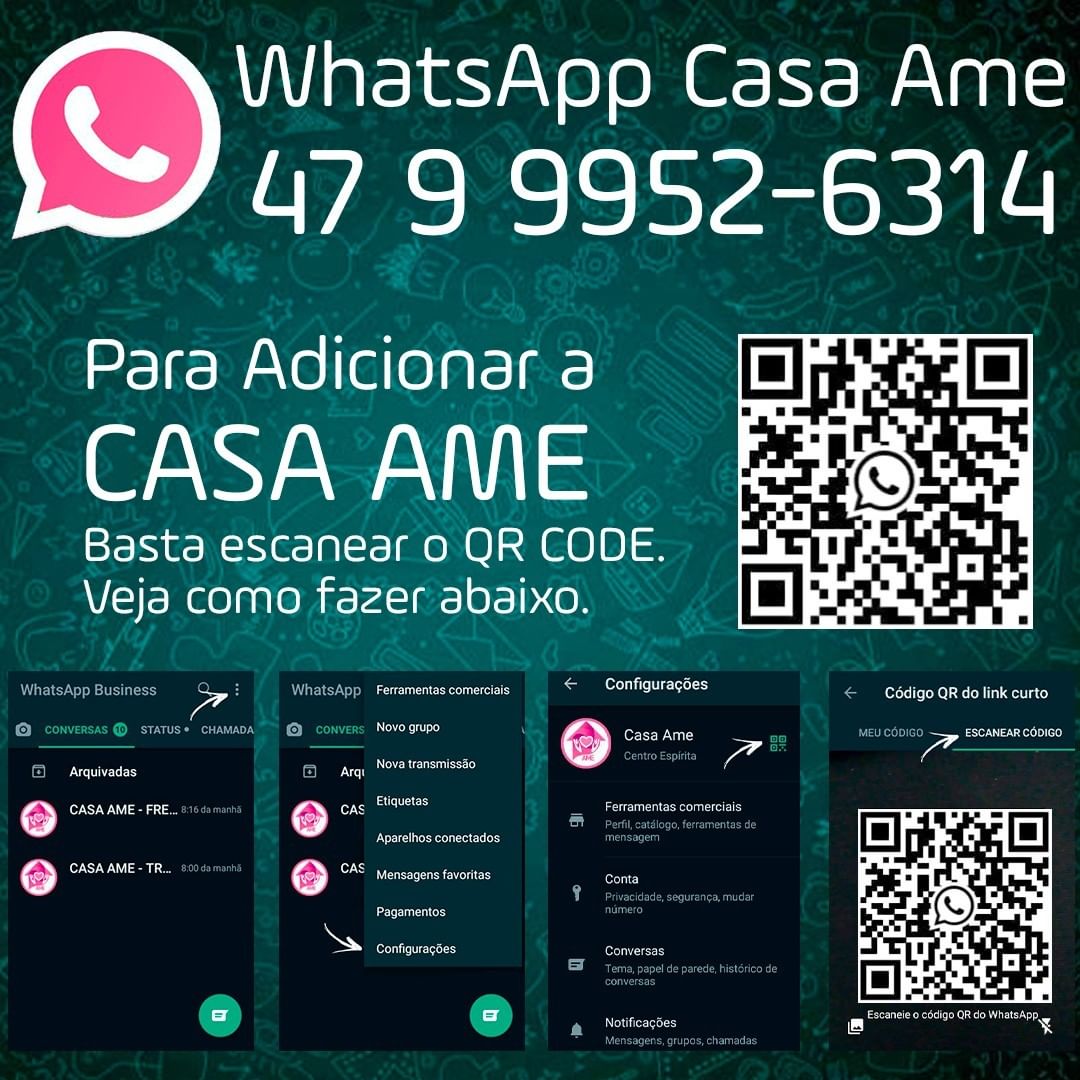 WhatsApp Casa Ame
47 9 9952-6314
Para Adicionar a
CASA AME
Basta escanear o QR CODE.
Veja como fazer abaixo.
WhatsApp Business
CONVERSAS 10 STATUS • CHAMADA
Arquivadas
CASA AME - FRE... 8:16 da manhã
CASA AME - TR... 8:00 da manhã
WhatsApp
CONVERS
Arqu
CAS
CAS
Ferramentas comerciais
Novo grupo
Nova transmissão
Etiquetas
Aparelhos conectados
Mensagens favoritas
Pagamentos
Configurações
Configurações
AME
Casa Ame
Centro Espírita
Ferramentas comerciais
Perfil, catálogo, ferramentas de
mensagem
Conta
Privacidade, segurança, mudar
número
Conversas
Tema, papel de parede, histórico de
conversas
Notificações
Mensagens, grupos, chamadas
Código QR do link curto
MEU CÓDIGO ESCANEAR CÓDIGO
Escaneie o código QR do WhatsApp